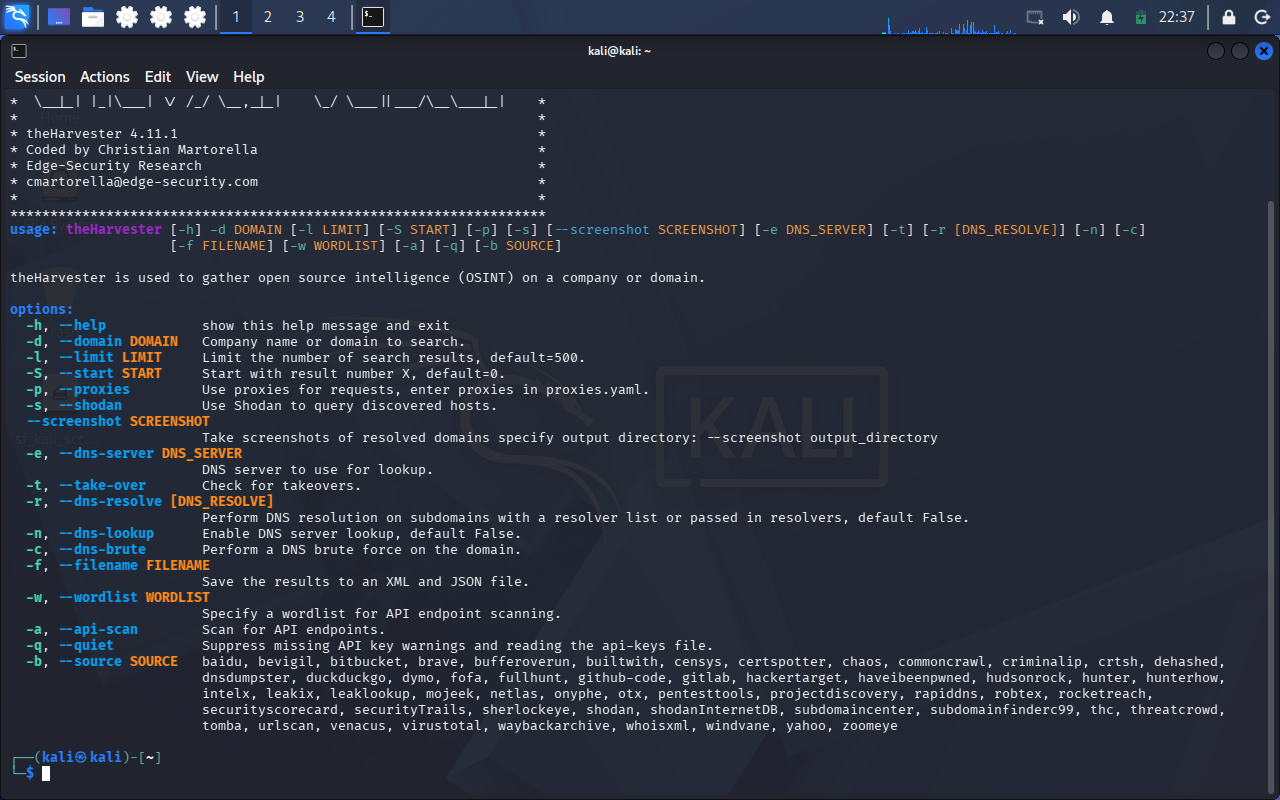 1 2 3 4 22:37
kali@kali: ~
Session Actions Edit View Help
*  \__|_| |_|\___| \/ /_/ \__,_|_|    \_/ \___||___/\__\___|_|    *
*                                                                 *
* theHarvester 4.11.1                                             *
* Coded by Christian Martorella                                   *
* Edge-Security Research                                          *
* cmartorella@edge-security.com                                   *
*                                                                 *
*******************************************************************
usage: theHarvester [-h] -d DOMAIN [-l LIMIT] [-S START] [-p] [-s] [--screenshot SCREENSHOT] [-e DNS_SERVER] [-t] [-r [DNS_RESOLVE]] [-n] [-c]
                    [-f FILENAME] [-w WORDLIST] [-a] [-q] [-b SOURCE]
theHarvester is used to gather open source intelligence (OSINT) on a company or domain.
options:
  -h, --help            show this help message and exit
  -d, --domain DOMAIN   Company name or domain to search.
  -l, --limit LIMIT     Limit the number of search results, default=500.
  -S, --start START     Start with result number X, default=0.
  -p, --proxies         Use proxies for requests, enter proxies in proxies.yaml.
  -s, --shodan          Use Shodan to query discovered hosts.
  --screenshot SCREENSHOT
                        Take screenshots of resolved domains specify output directory: --screenshot output_directory
  -e, --dns-server DNS_SERVER
                        DNS server to use for lookup.
  -t, --take-over       Check for takeovers.
  -r, --dns-resolve [DNS_RESOLVE]
                        Perform DNS resolution on subdomains with a resolver list or passed in resolvers, default False.
  -n, --dns-lookup      Enable DNS server lookup, default False.
  -c, --dns-brute       Perform a DNS brute force on the domain.
  -f, --filename FILENAME
                        Save the results to an XML and JSON file.
  -w, --wordlist WORDLIST
                        Specify a wordlist for API endpoint scanning.
  -a, --api-scan        Scan for API endpoints.
  -q, --quiet           Suppress missing API key warnings and reading the api-keys file.
  -b, --source SOURCE   baidu, bevigil, bitbucket, brave, bufferoverun, builtwith, censys, certspotter, chaos, commoncrawl, criminalip, crtsh, dehashed,
                        dnsdumpster, duckduckgo, dymo, fofa, fullhunt, github-code, gitlab, hackertarget, haveibeenpwned, hudsonrock, hunter, hunterhow,
                        intelx, leakix, leaklookup, mojeek, netlas, onyphe, otx, pentesttools, projectdiscovery, rapiddns, robtex, rocketreach,
                        securityscorecard, securityTrails, sherlockeye, shodan, shodanInternetDB, subdomaincenter, subdomainfinderc99, thc, threatcrowd,
                        tomba, urlscan, venacus, virustotal, waybackarchive, whoisxml, windvane, yahoo, zoomeye
┌──(kali㉿kali)-[~]
└─$
KALI
Home